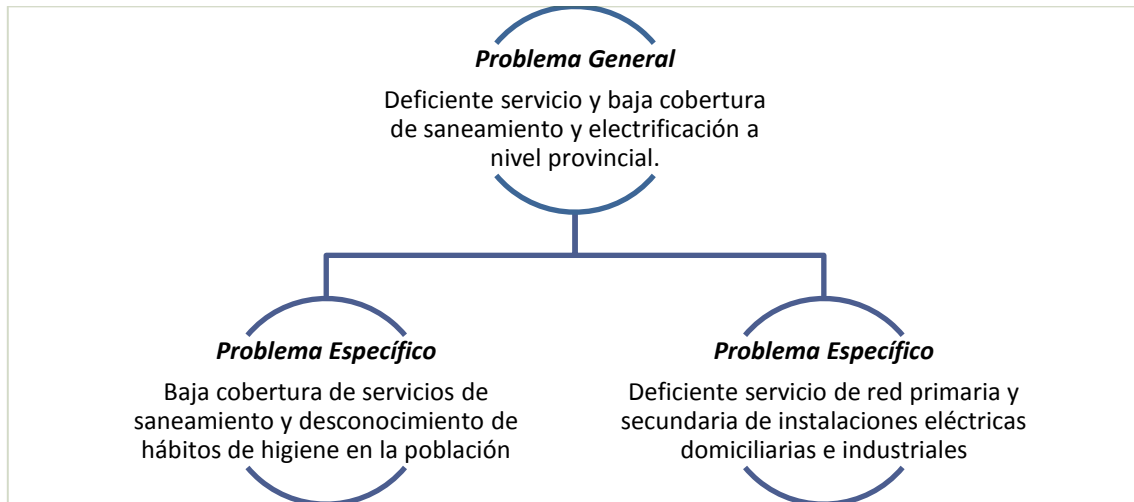 Problema General
Deficiente servicio y baja cobertura
de saneamiento y electrificación a
nivel provincial.
Problema Específico
Baja cobertura de servicios de
saneamiento y desconocimiento de
hábitos de higiene en la población
Problema Específico
Deficiente servicio de red primaria y
secundaria de instalaciones eléctricas
domiciliarias e industriales